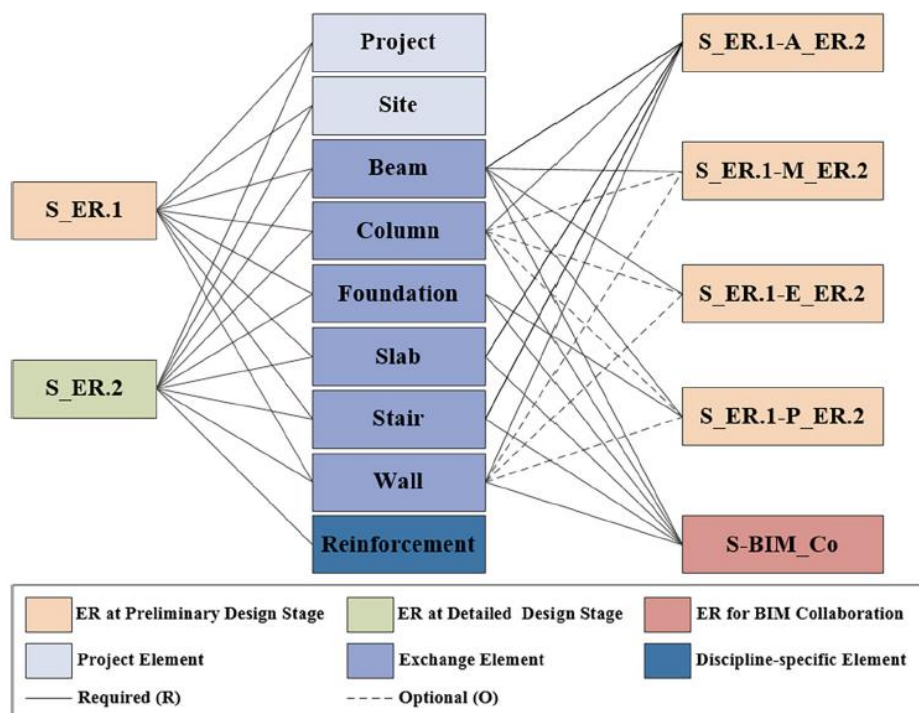 Project
S_ER.1-A_ER.2
Site
Beam
S_ER.1-M_ER.2
S_ER.1
Column
Foundation
S_ER.1-E_ER.2
Slab
S_ER.2
Stair
S_ER.1-P_ER.2
Wall
Reinforcement
S-BIM_Co
ER at Preliminary Design Stage
ER at Detailed Design Stage
ER for BIM Collaboration
Project Element
Exchange Element
Discipline-specific Element
Required (R)
Optional (O)